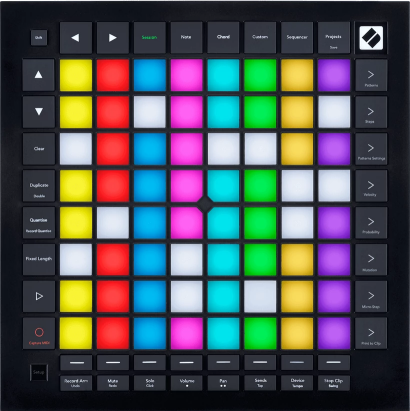 Shift
Session
Note
Chord
Custom
Sequencer
Projects
Save
Patterns
Steps
Clear
Pattern Settings
Duplicate
Double
Velocity
Quantise
Record Quantise
Probability
Fixed Length
Mutation
Micro Step
Capture MIDI
Print to Clip
Setup
Record Arm
Mute
Solo
Volume
Pan
Sends
Device
Stop Clip
Undo
Redo
Click
Tap
Tempo
Swing